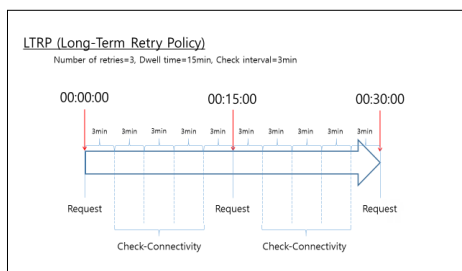 LTRP (Long-Term Retry Policy)
Number of retries=3, Dwell time=15min, Check interval=3min
00:00:00 00:15:00 00:30:00
3min 3min 3min 3min 3min 3min 3min 3min 3min 3min
Request Request Request
Check-Connectivity Check-Connectivity